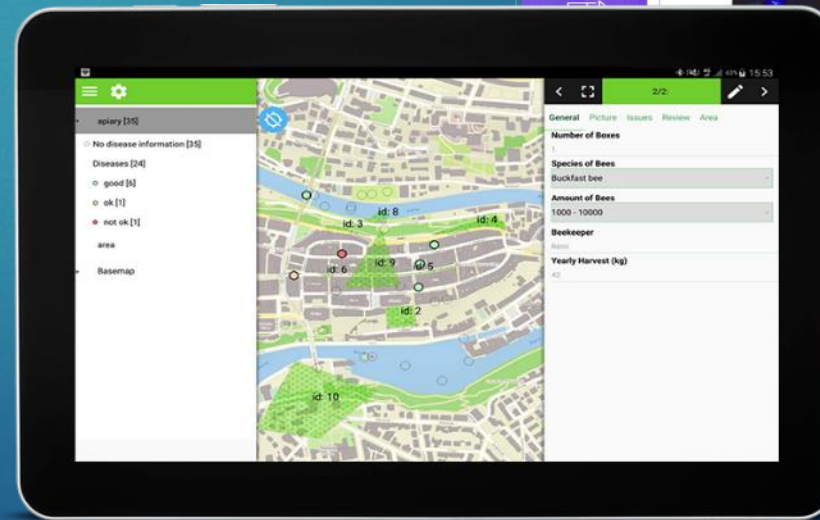 43% 15:53
2/2
apiary [35]
No disease information [35]
Diseases [24]
good [6]
ok [1]
not ok [1]
area
Basemap
id: 8
id: 3
id: 4
id: 9
id: 6
id: 5
id: 2
id: 10
General Picture Issues Review Area
Number of Boxes
1
Species of Bees
Buckfast bee
Amount of Bees
1000 - 10000
Beekeeper
Yearly Harvest (kg)